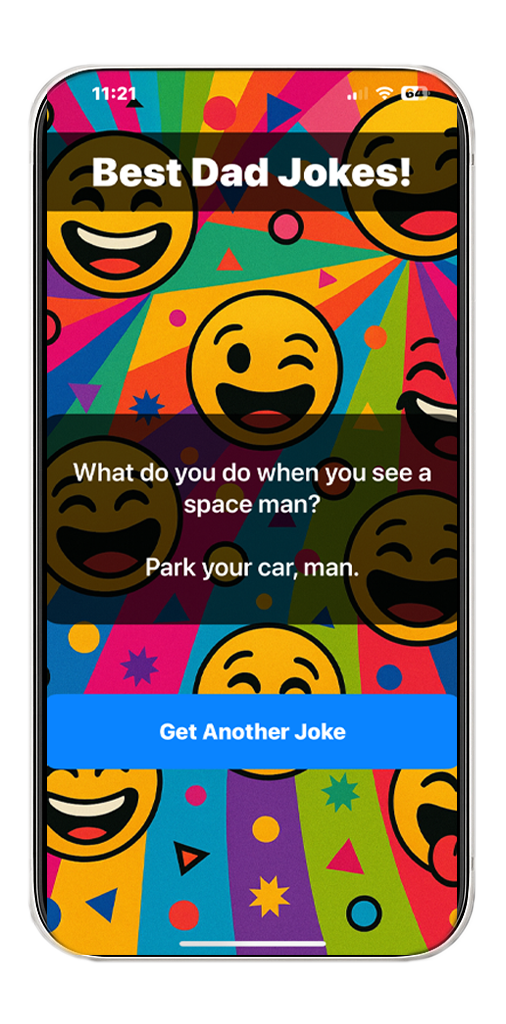 11:21
64
Best Dad Jokes!
What do you do when you see a
space man?
Park your car, man.
Get Another Joke